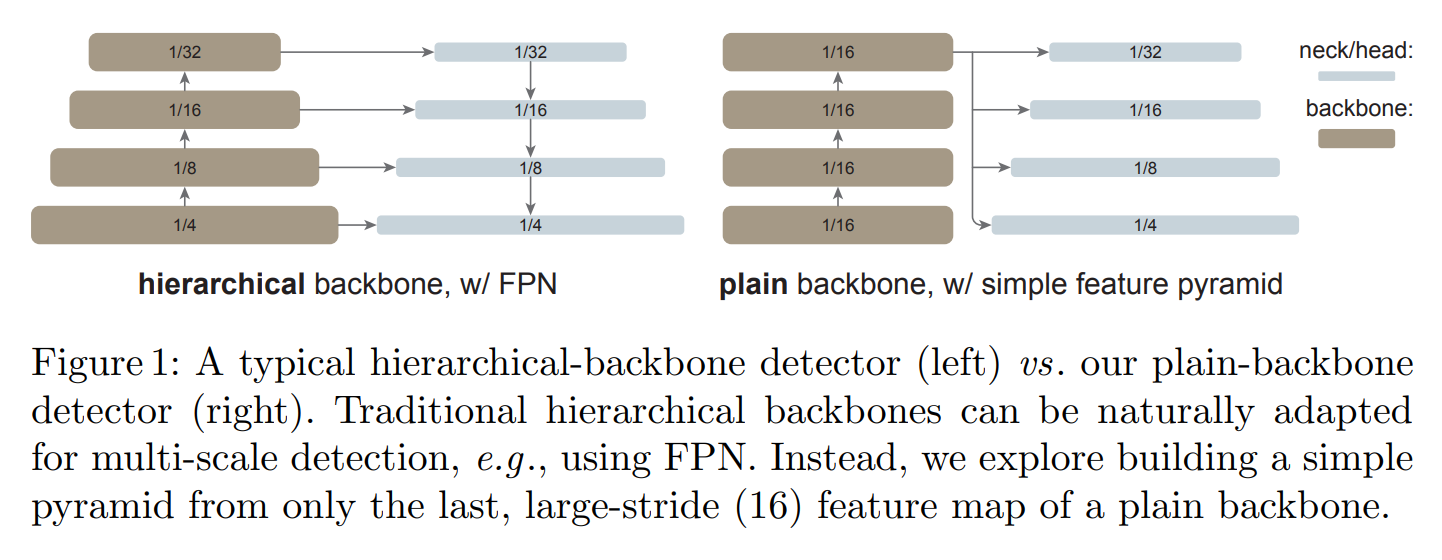 1/32
1/16
1/8
1/4
1/32
1/16
1/8
1/4
hierarchical backbone, w/ FPN
1/16
1/16
1/16
1/16
1/32
1/16
1/8
1/4
plain backbone, w/ simple feature pyramid
neck/head:
backbone:
Figure 1: A typical hierarchical-backbone detector (left) vs. our plain-backbone
detector (right). Traditional hierarchical backbones can be naturally adapted
for multi-scale detection, e.g., using FPN. Instead, we explore building a simple
pyramid from only the last, large-stride (16) feature map of a plain backbone.